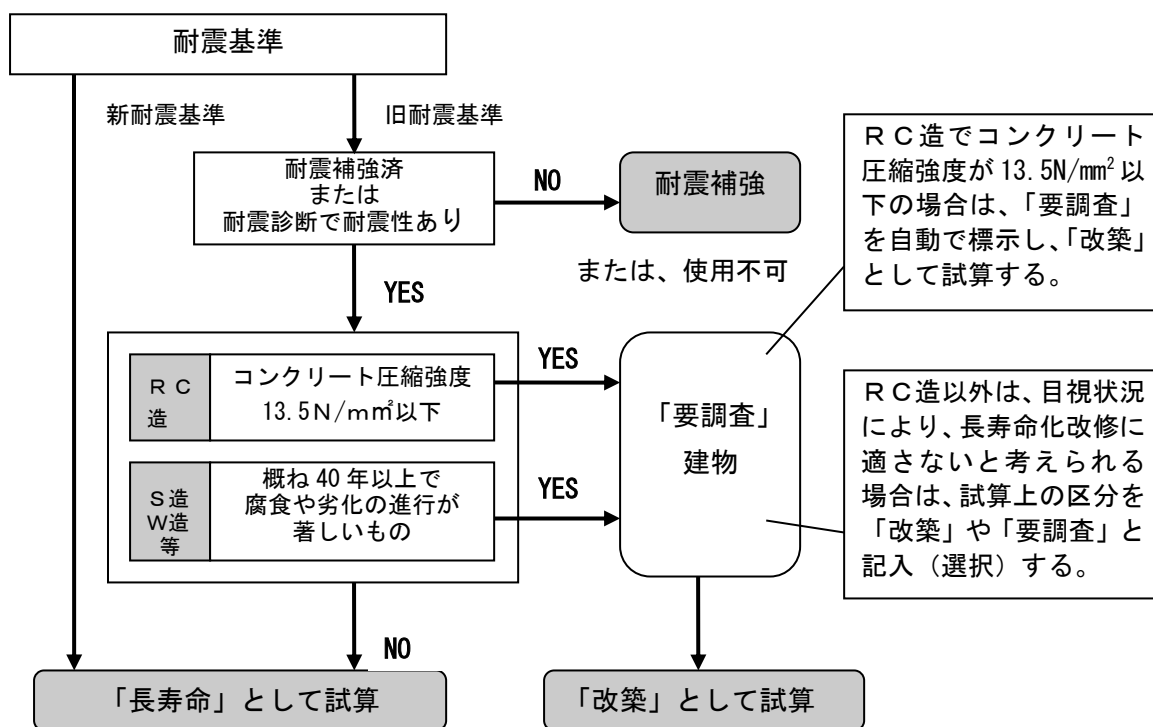 耐震基準
新耐震基準
旧耐震基準
耐震補強済
または
耐震診断で耐震性あり
NO
耐震補強
または、使用不可
YES
ＲＣ造でコンクリート
圧縮強度が 13.5N/mm²以
下の場合は、「要調査」
を自動で標示し、「改築」
として試算する。
ＲＣ
造
コンクリート圧縮強度
13.5Ｎ/ｍ㎡以下
YES
Ｓ造
Ｗ造
等
概ね 40 年以上で
腐食や劣化の進行が
著しいもの
YES
「要調査」
建物
ＲＣ造以外は、目視状況
により、長寿命化改修に
適さないと考えられる
場合は、試算上の区分を
「改築」や「要調査」と
記入（選択）する。
NO
「長寿命」として試算
「改築」として試算